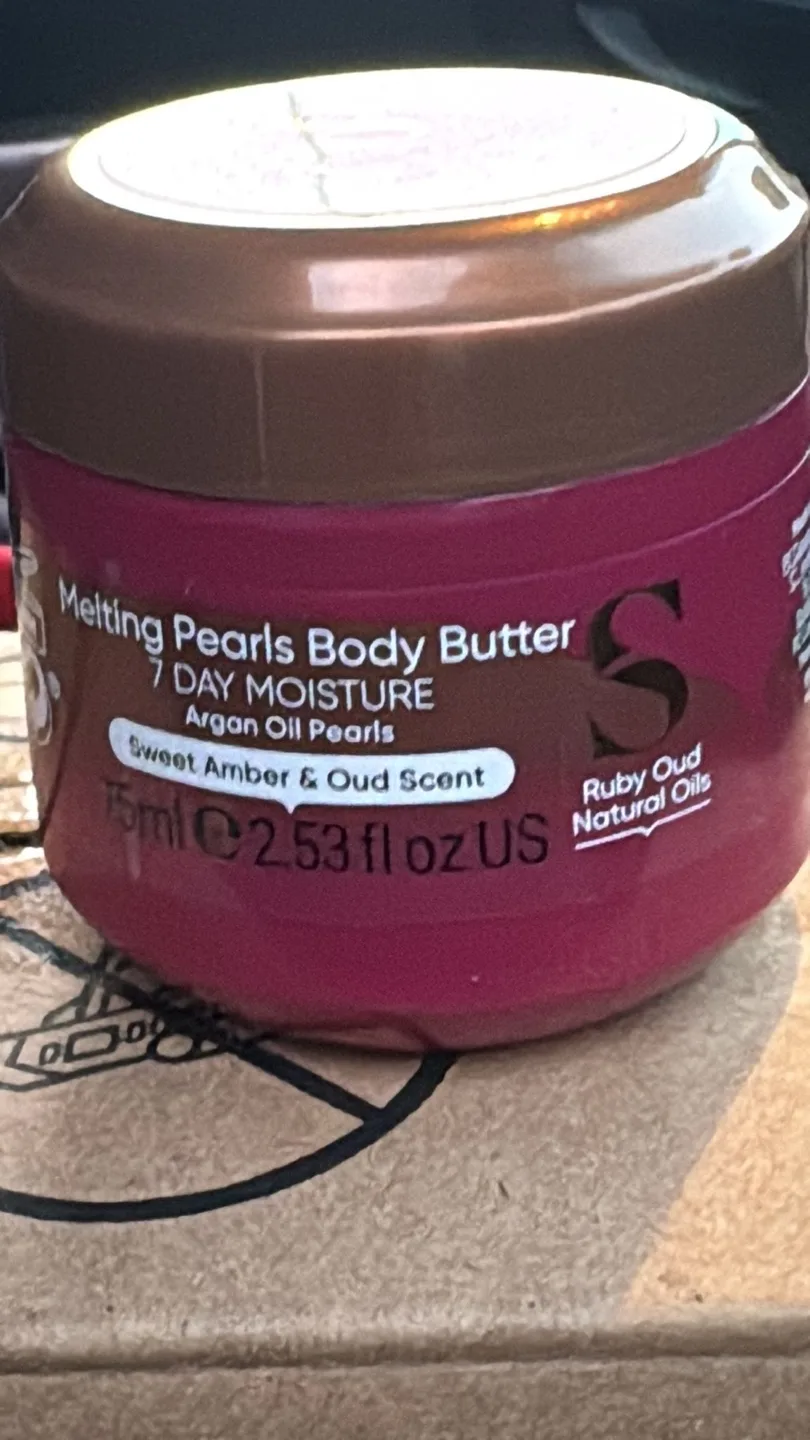 Melting Pearls Body Butter
7 DAY MOISTURE
Argan Oil Pearls
Sweet Amber & Oud Scent
75ml e 2.53 fl oz US
S
Ruby Oud
Natural Oils